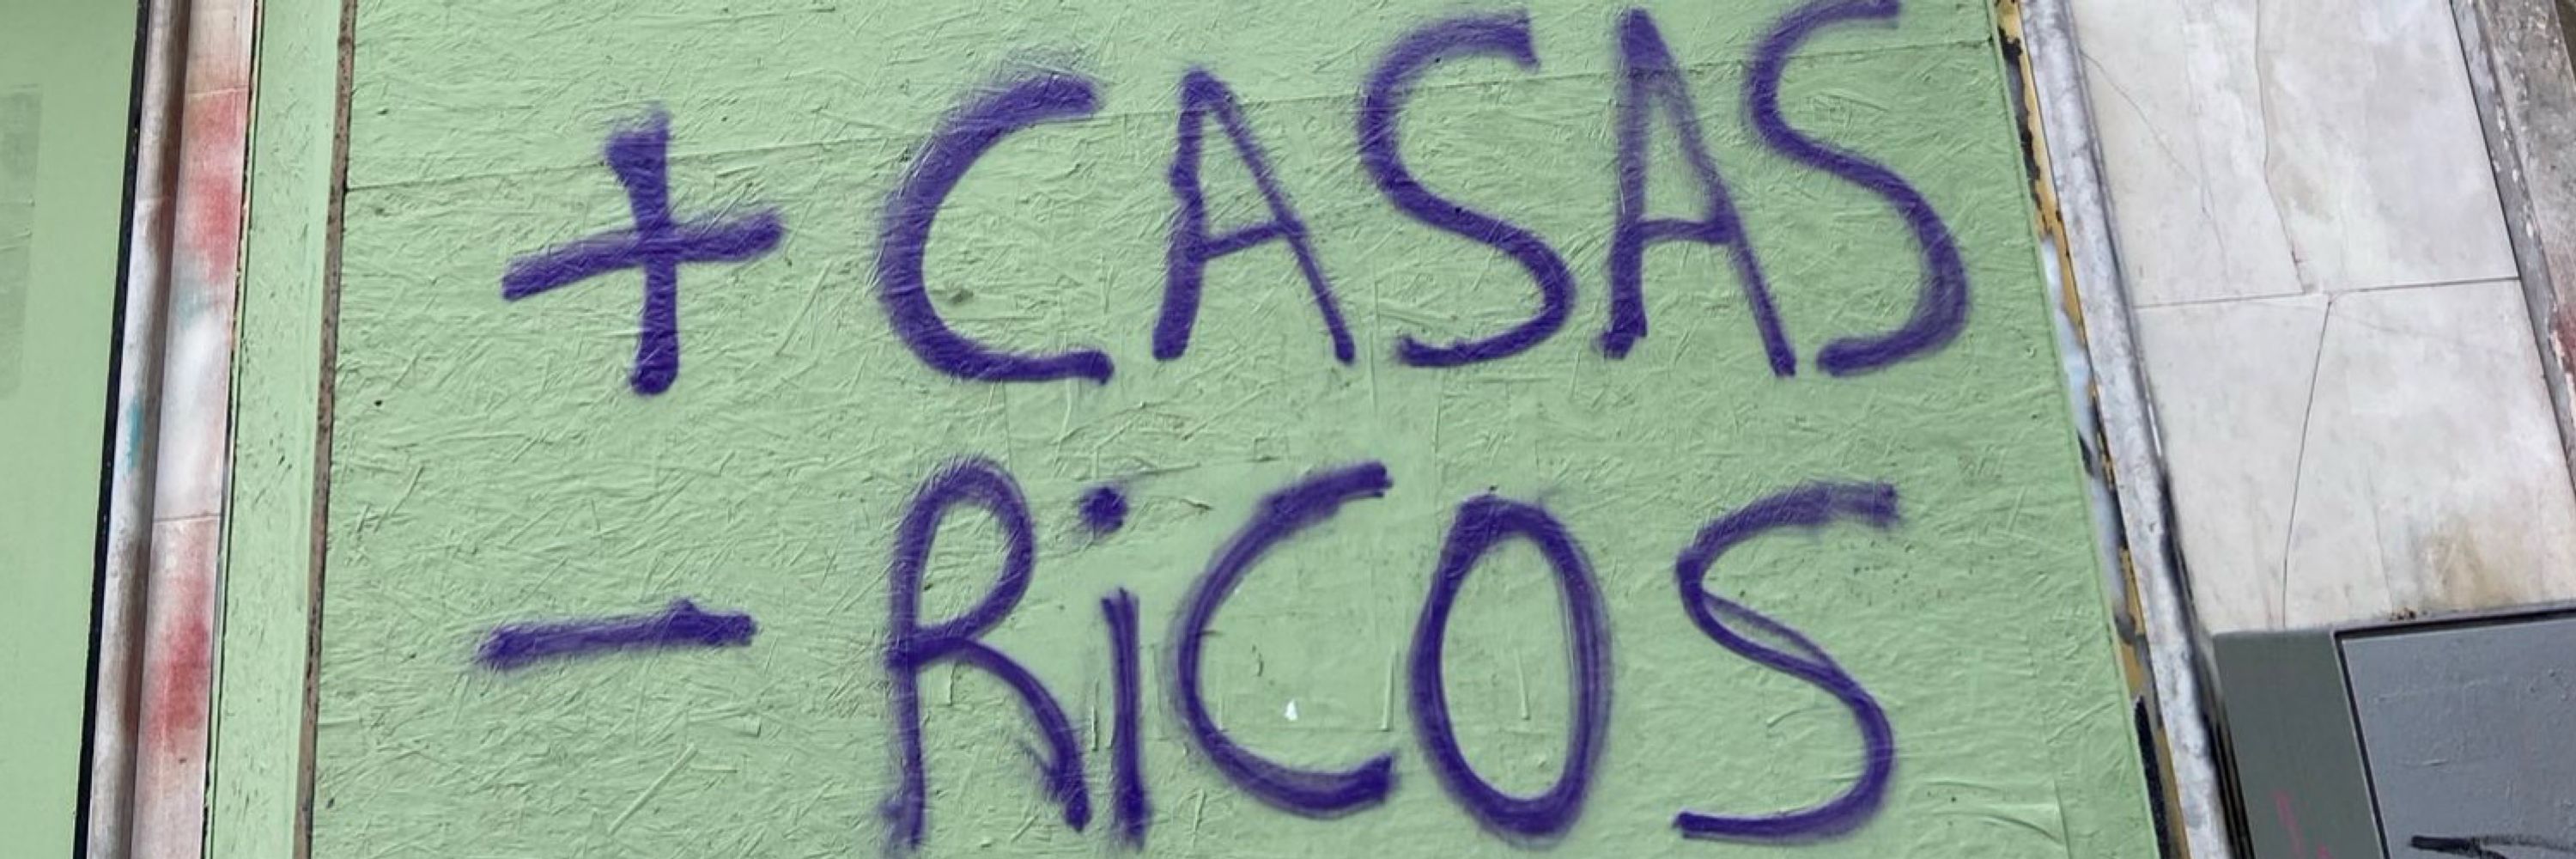 + CASAS
- RiCOS